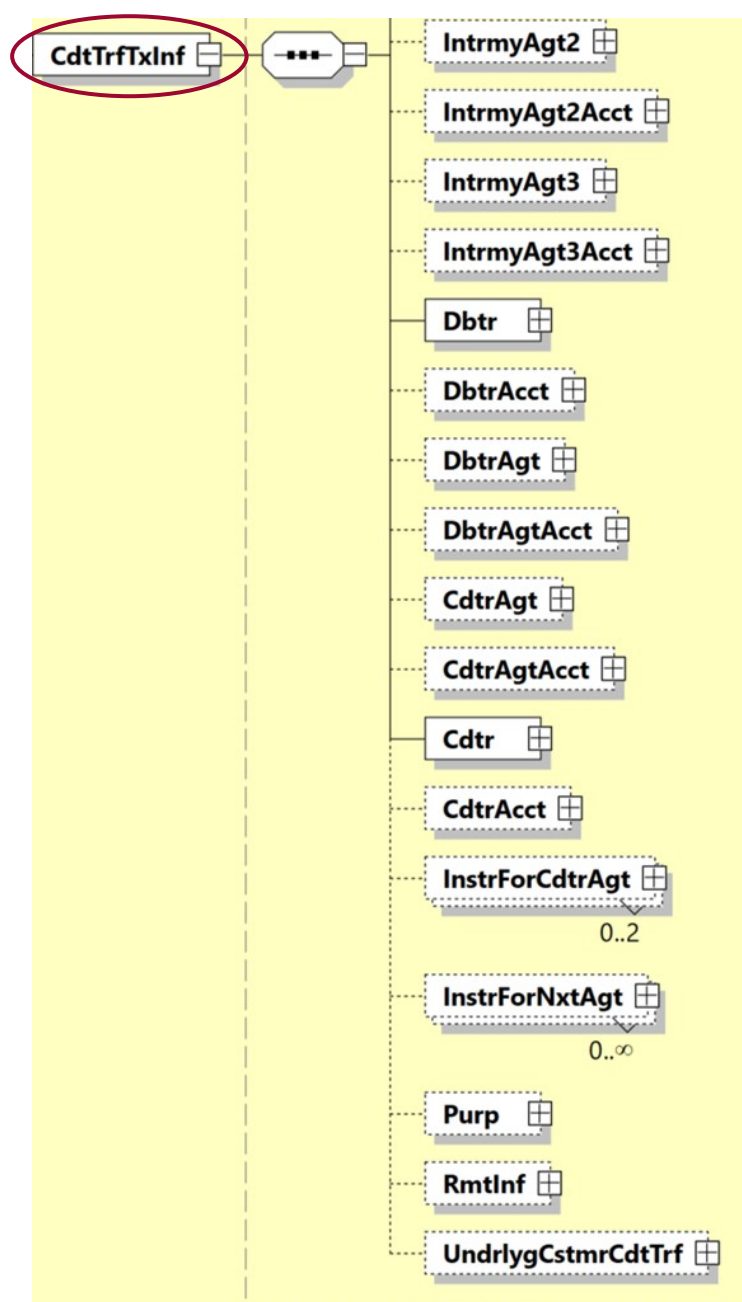 CdtTrfTxInf
IntrmyAgt2
IntrmyAgt2Acct
IntrmyAgt3
IntrmyAgt3Acct
Dbtr
DbtrAcct
DbtrAgt
DbtrAgtAcct
CdtrAgt
CdtrAgtAcct
Cdtr
CdtrAcct
InstrForCdtrAgt
0..2
InstrForNxtAgt
0..∞
Purp
RmtInf
UndrlygCstmrCdtTrf